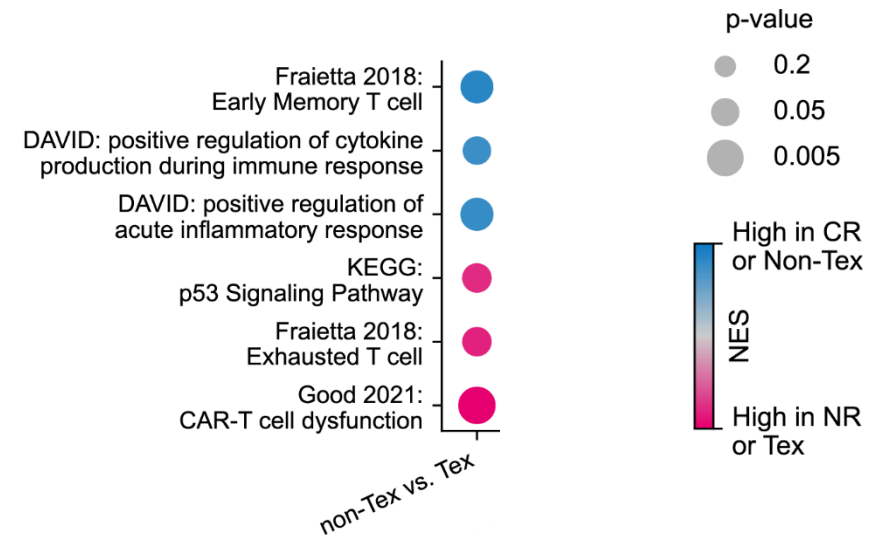 p-value
0.2
0.05
0.005
Fraietta 2018:
Early Memory T cell
DAVID: positive regulation of cytokine
production during immune response
DAVID: positive regulation of
acute inflammatory response
KEGG:
p53 Signaling Pathway
Fraietta 2018:
Exhausted T cell
Good 2021:
CAR-T cell dysfunction
non-Tex vs. Tex
High in CR
or Non-Tex
NES
High in NR
or Tex